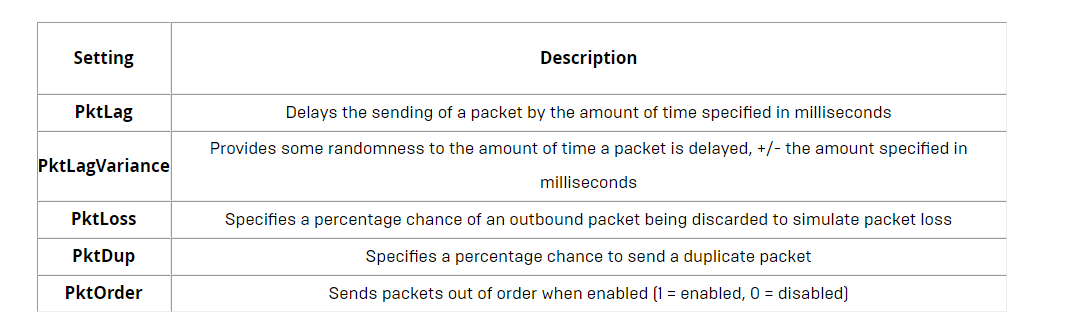 Setting Description
PktLag Delays the sending of a packet by the amount of time specified in milliseconds
PktLagVariance Provides some randomness to the amount of time a packet is delayed, +/- the amount specified in
milliseconds
PktLoss Specifies a percentage chance of an outbound packet being discarded to simulate packet loss
PktDup Specifies a percentage chance to send a duplicate packet
PktOrder Sends packets out of order when enabled (1 = enabled, 0 = disabled)